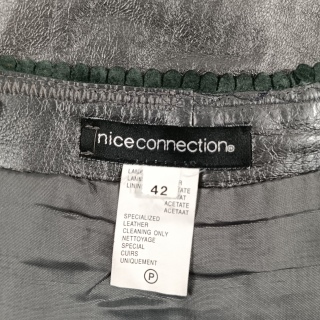 niceconnection®
42
ACETATE
ACETAAT
SPECIALIZED
LEATHER
CLEANING ONLY
NETTOYAGE
SPECIAL
CUIRS
UNIQUEMENT
P